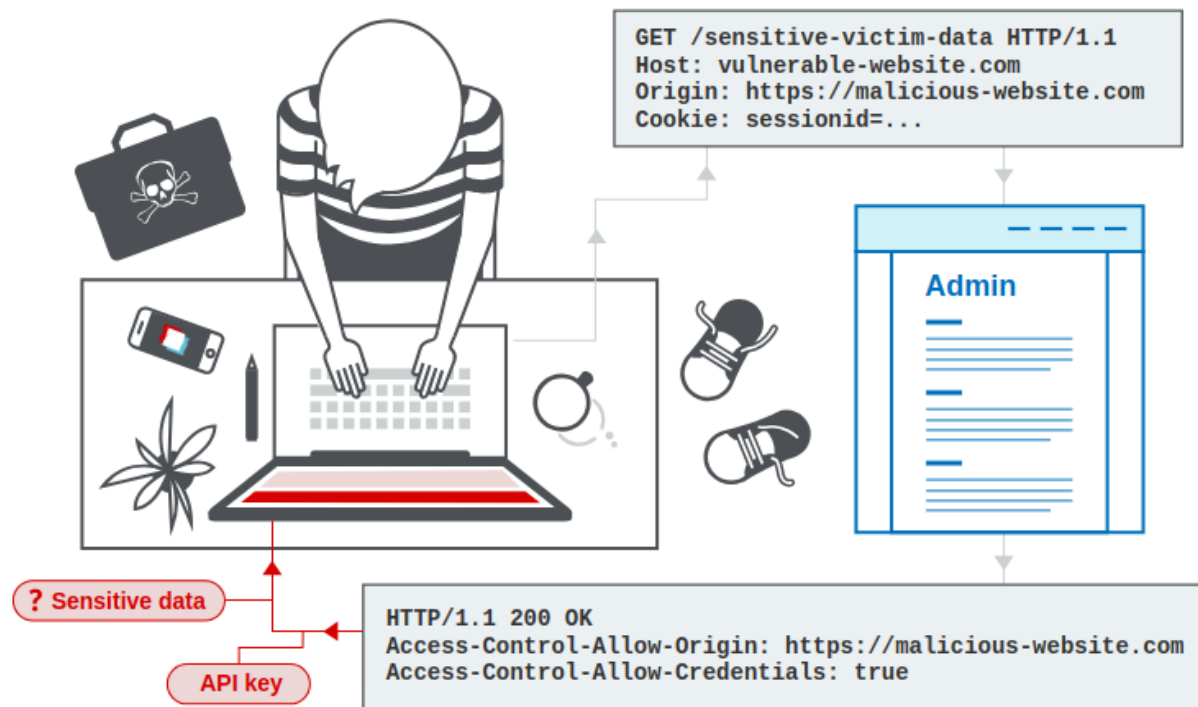 GET /sensitive-victim-data HTTP/1.1
Host: vulnerable-website.com
Origin: https://malicious-website.com
Cookie: sessionid=...
Admin
? Sensitive data
API key
HTTP/1.1 200 OK
Access-Control-Allow-Origin: https://malicious-website.com
Access-Control-Allow-Credentials: true